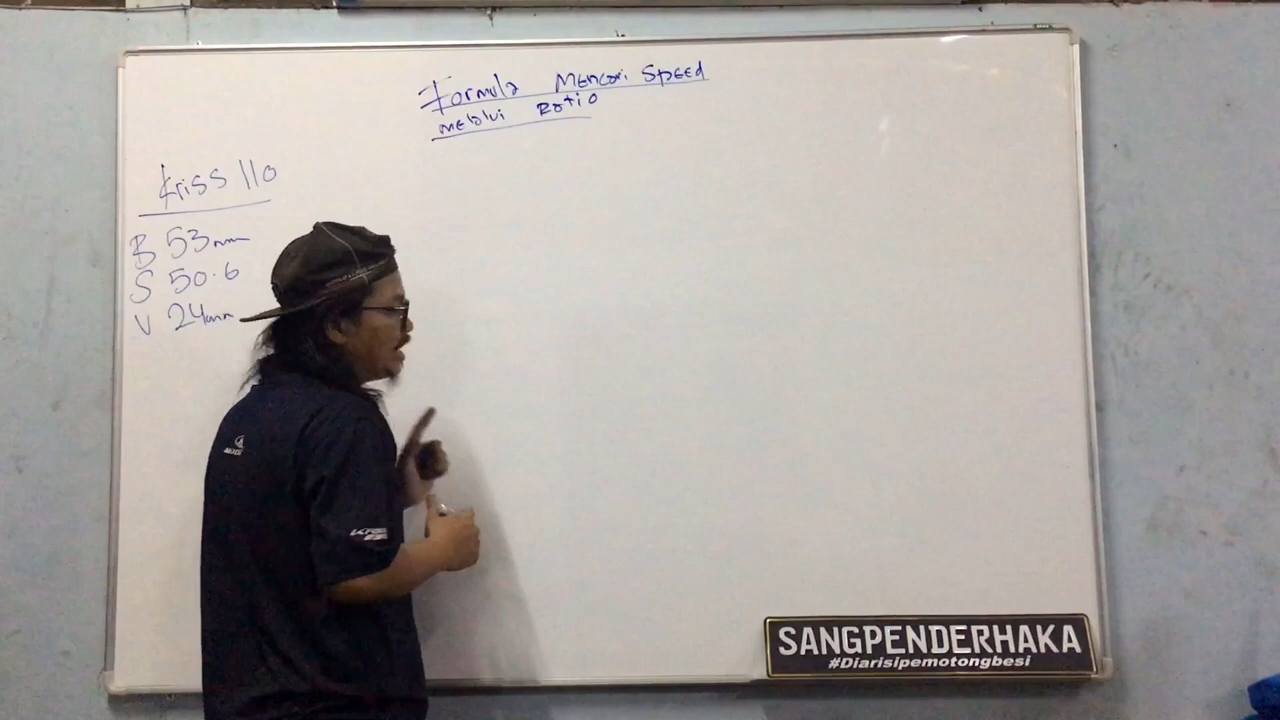 Formula Mencari Speed
melalui Ratio
Kriss 110
B 53mm
S 50.6
V 24mm
SANGPENDERHAKA
#Diarisipemotongbesi